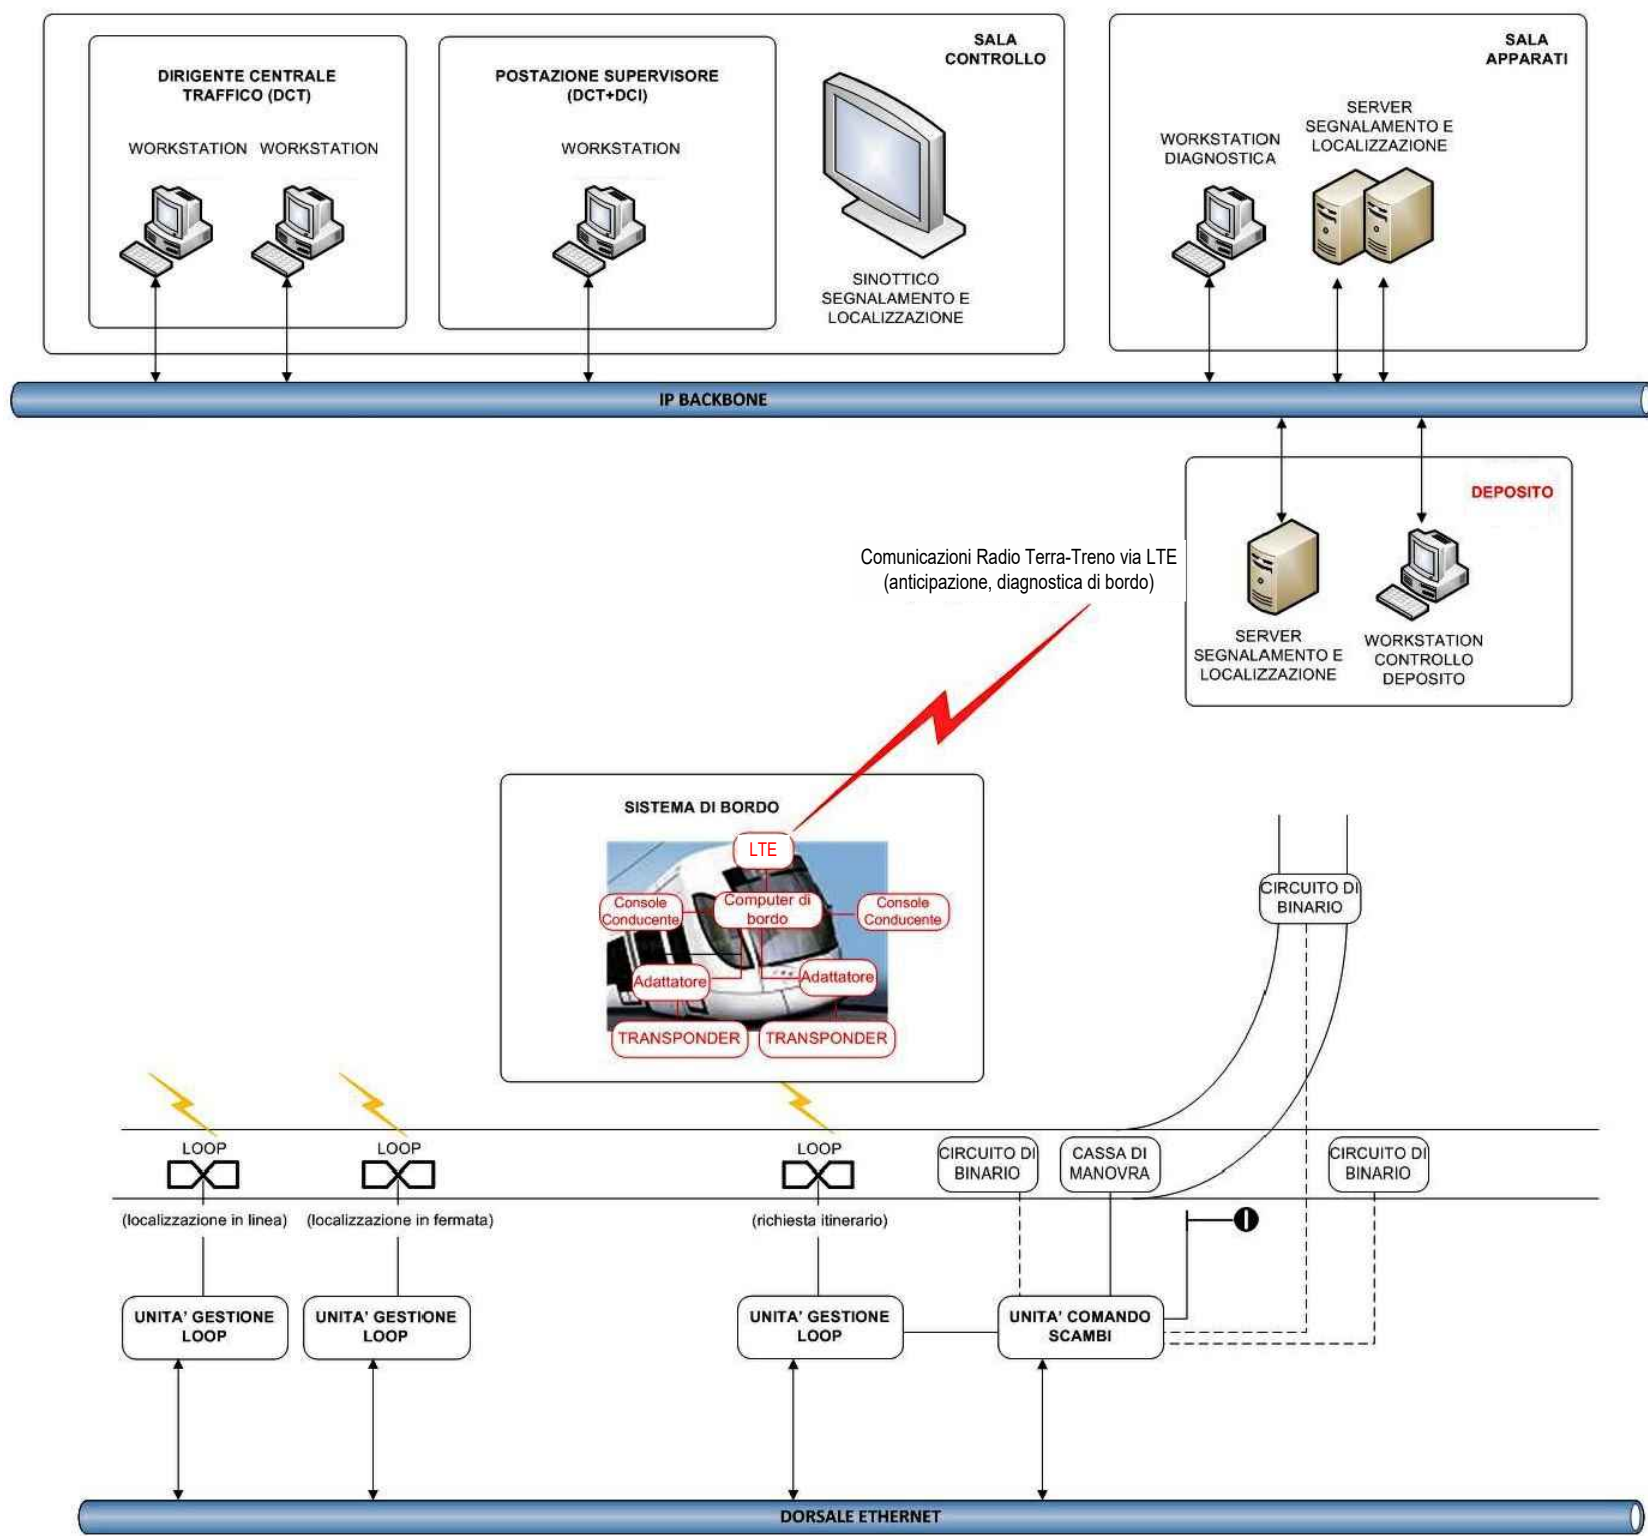 SALA
CONTROLLO
DIRIGENTE CENTRALE
TRAFFICO (DCT)
WORKSTATION WORKSTATION
POSTAZIONE SUPERVISORE
(DCT+DCI)
WORKSTATION
SINOTTICO
SEGNALAMENTO E
LOCALIZZAZIONE
SALA
APPARATI
WORKSTATION
DIAGNOSTICA
SERVER
SEGNALAMENTO E
LOCALIZZAZIONE
IP BACKBONE
DEPOSITO
SERVER
SEGNALAMENTO E
LOCALIZZAZIONE
WORKSTATION
CONTROLLO
DEPOSITO
Comunicazioni Radio Terra-Treno via LTE
(anticipazione, diagnostica di bordo)
SISTEMA DI BORDO
LTE
Console
Conducente
Computer di
bordo
Console
Conducente
Adattatore
Adattatore
TRANSPONDER
TRANSPONDER
CIRCUITO DI
BINARIO
LOOP
LOOP
LOOP
CIRCUITO DI
BINARIO
CASSA DI
MANOVRA
CIRCUITO DI
BINARIO
(localizzazione in linea)
(localizzazione in fermata)
(richiesta itinerario)
UNITA' GESTIONE
LOOP
UNITA' GESTIONE
LOOP
UNITA' GESTIONE
LOOP
UNITA' COMANDO
SCAMBI
DORSALE ETHERNET